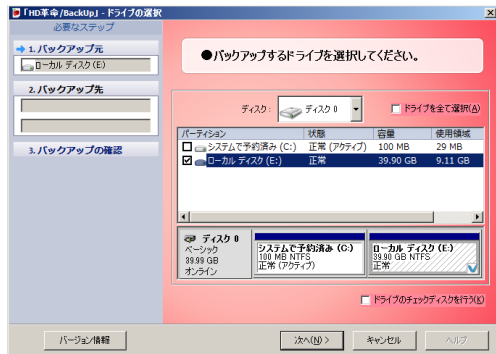 「HD革命/BackUp」 - ドライブの選択
必要なステップ
1. バックアップ元
ローカル ディスク (E)
2. バックアップ先
3. バックアップの確認
●バックアップするドライブを選択してください。
ディスク: ディスク 0
ドライブを全て選択(A)
パーティション 状態 容量 使用領域
システムで予約済み (C:) 正常 (アクティブ) 100 MB 29 MB
ローカル ディスク (E:) 正常 39.90 GB 9.11 GB
ディスク 0
ベーシック
39.99 GB
オンライン
システムで予約済み (C:)
100 MB NTFS
正常 (アクティブ)
ローカル ディスク (E:)
39.90 GB NTFS
正常
ドライブのチェックディスクを行う(K)
バージョン情報
次へ(N) >
キャンセル
ヘルプ